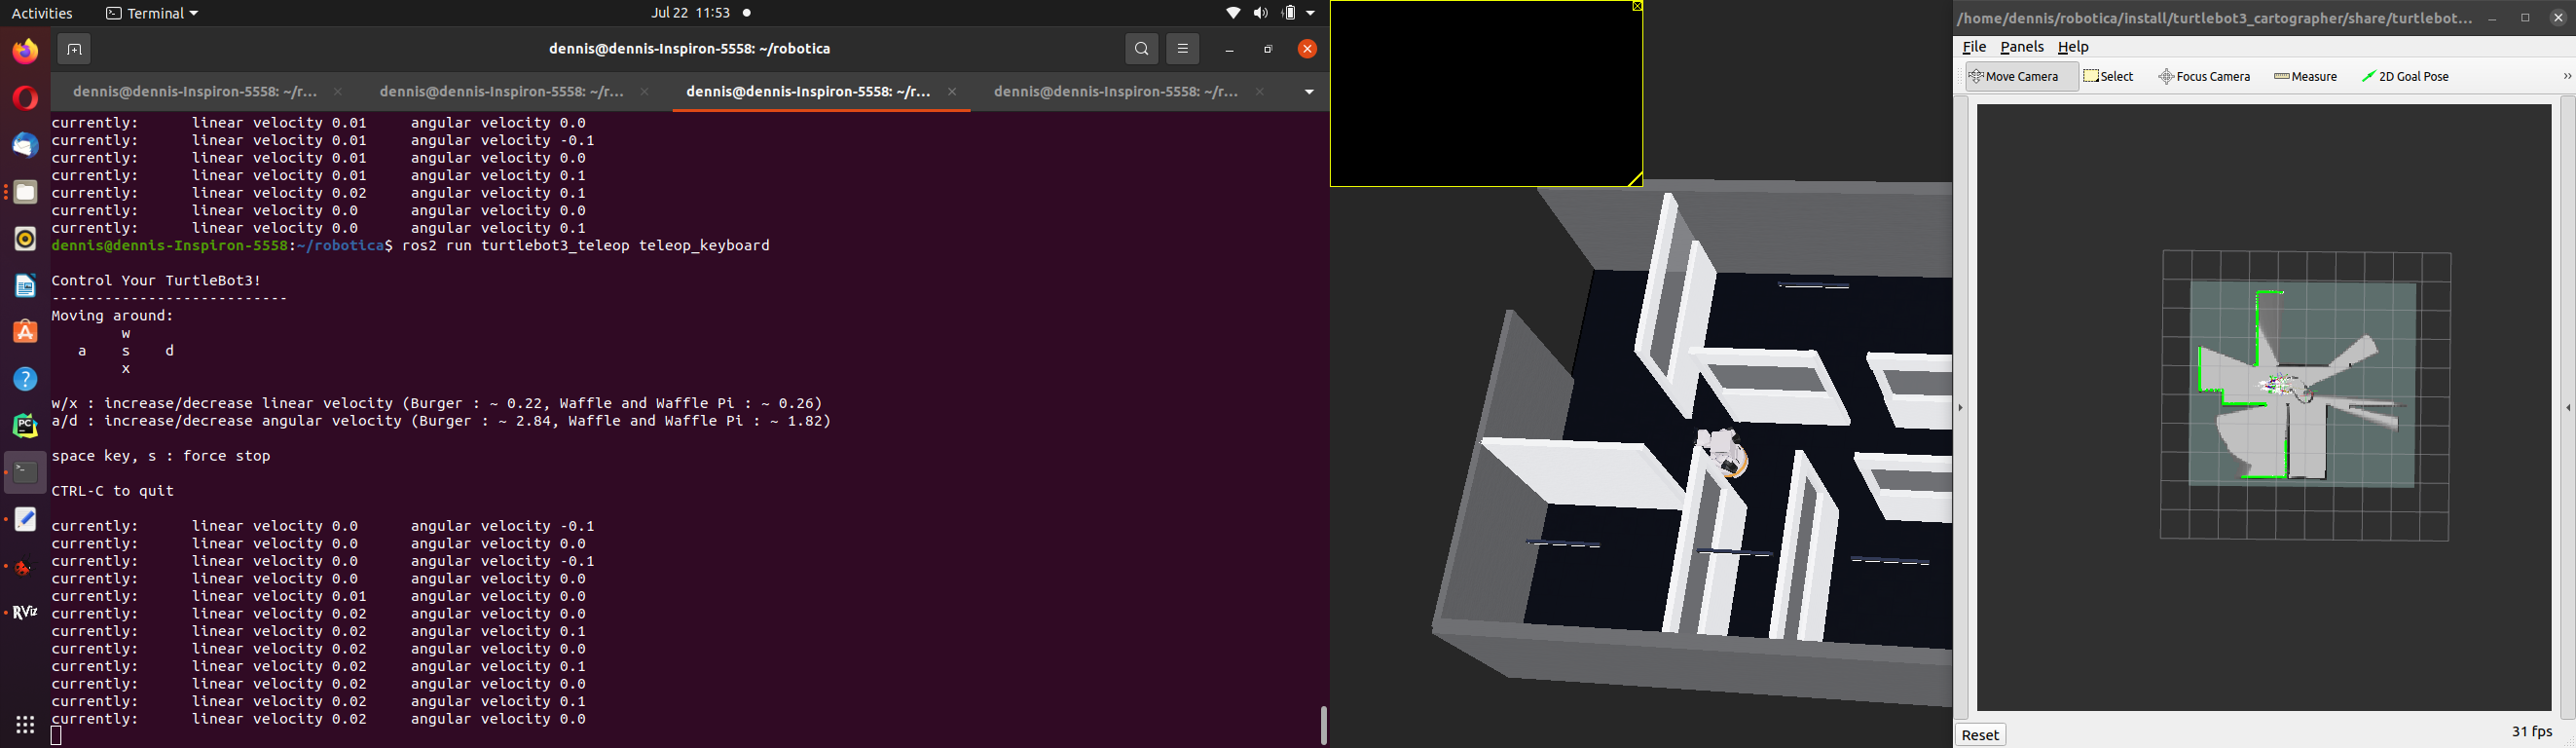 Activities
Terminal
Jul 22 11:53
dennis@dennis-Inspiron-5558: ~/robotica
dennis@dennis-Inspiron-5558: ~/r...
dennis@dennis-Inspiron-5558: ~/r...
dennis@dennis-Inspiron-5558: ~/r...
dennis@dennis-Inspiron-5558: ~/r...
currently: linear velocity 0.01 angular velocity 0.0
currently: linear velocity 0.01 angular velocity -0.1
currently: linear velocity 0.01 angular velocity 0.0
currently: linear velocity 0.01 angular velocity 0.1
currently: linear velocity 0.02 angular velocity 0.1
currently: linear velocity 0.0 angular velocity 0.0
currently: linear velocity 0.0 angular velocity 0.1
dennis@dennis-Inspiron-5558:~/robotica$ ros2 run turtlebot3_teleop teleop_keyboard
Control Your TurtleBot3!
---------------------------
Moving around:
w
a s d
x
w/x : increase/decrease linear velocity (Burger : ~ 0.22, Waffle and Waffle Pi : ~ 0.26)
a/d : increase/decrease angular velocity (Burger : ~ 2.84, Waffle and Waffle Pi : ~ 1.82)
space key, s : force stop
CTRL-C to quit
currently: linear velocity 0.0 angular velocity -0.1
currently: linear velocity 0.0 angular velocity 0.0
currently: linear velocity 0.0 angular velocity -0.1
currently: linear velocity 0.0 angular velocity 0.0
currently: linear velocity 0.01 angular velocity 0.0
currently: linear velocity 0.02 angular velocity 0.0
currently: linear velocity 0.02 angular velocity 0.1
currently: linear velocity 0.02 angular velocity 0.0
currently: linear velocity 0.02 angular velocity 0.1
currently: linear velocity 0.02 angular velocity 0.0
currently: linear velocity 0.02 angular velocity 0.1
currently: linear velocity 0.02 angular velocity 0.0
PC
RViz
/home/dennis/robotica/install/turtlebot3_cartographer/share/turtlebot...
File Panels Help
Move Camera Select Focus Camera Measure 2D Goal Pose
Reset
31 fps